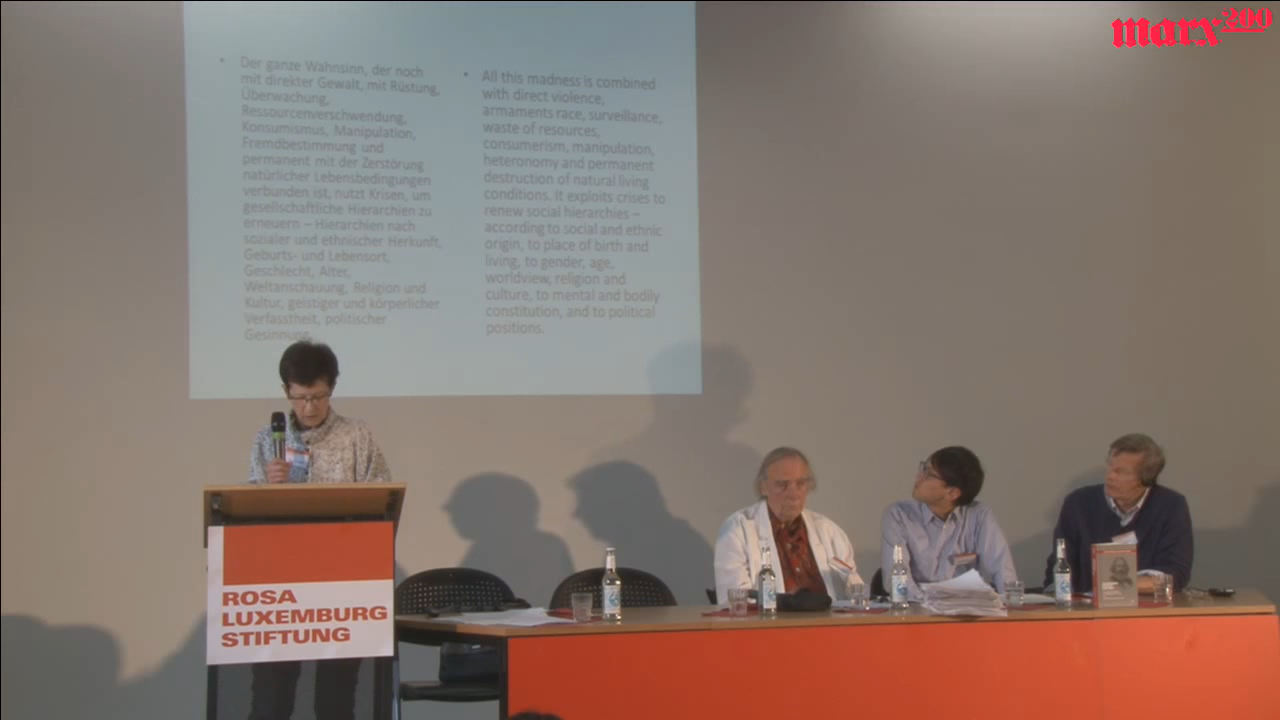 marx200
• Der ganze Wahnsinn, der noch
mit direkter Gewalt, mit Rüstung,
Überwachung,
Ressourcenverschwendung,
Konsumismus, Manipulation,
Fremdbestimmung und
permanent mit der Zerstörung
natürlicher Lebensbedingungen
verbunden ist, nutzt Krisen, um
gesellschaftliche Hierarchien zu
erneuern – Hierarchien nach
sozialer und ethnischer Herkunft,
Geburts- und Lebensort,
Geschlecht, Alter,
Weltanschauung, Religion und
Kultur, geistiger und körperlicher
Verfasstheit, politischer
Gesinnung.
• All this madness is combined
with direct violence,
armaments race, surveillance,
waste of resources,
consumerism, manipulation,
heteronomy and permanent
destruction of natural living
conditions. It exploits crises to
renew social hierarchies –
according to social and ethnic
origin, to place of birth and
living, to gender, age,
worldview, religion and
culture, to mental and bodily
constitution, and to political
positions.
ROSA
LUXEMBURG
STIFTUNG